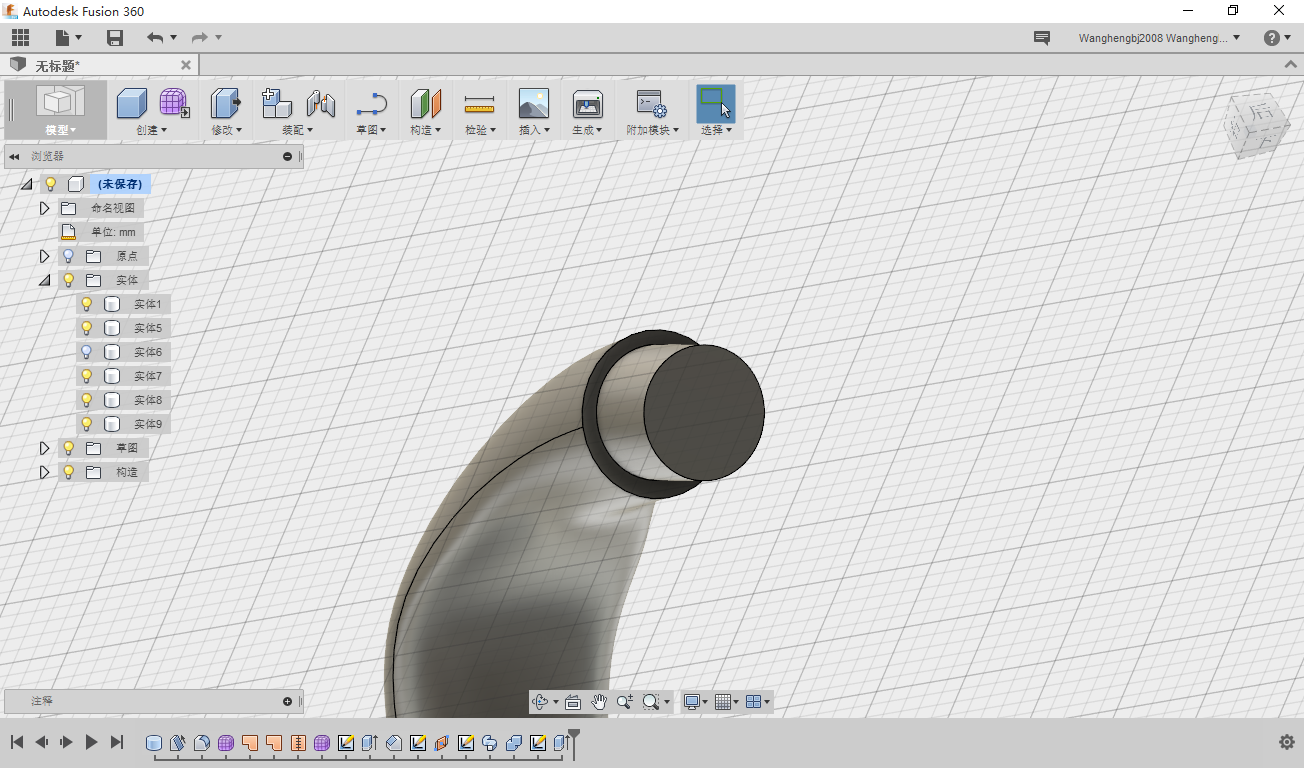 Autodesk Fusion 360
Wanghengbj2008 Wangheng...
无标题*
模型
创建
修改
装配
草图
构造
检验
插入
生成
附加模块
选择
后
浏览器
(未保存)
命名视图
单位: mm
原点
实体
实体1
实体5
实体6
实体7
实体8
实体9
草图
构造
注释